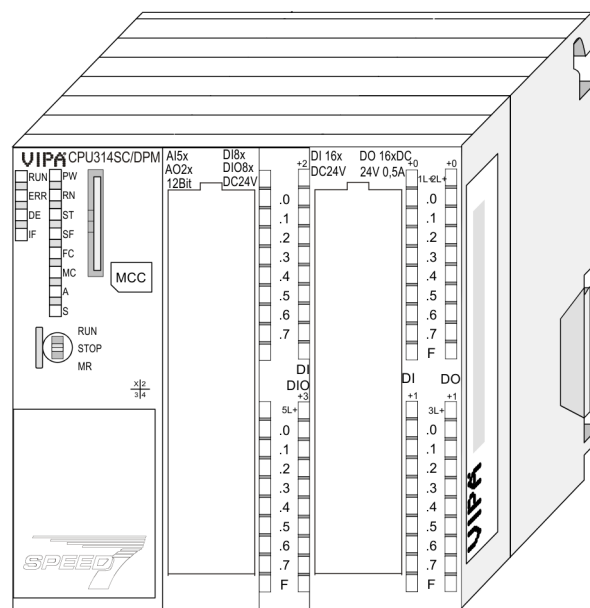 VIPA CPU314SC/DPM
RUN
ERR
DE
IF
PW
RN
ST
SF
FC
MC
A
S
MCC
RUN
STOP
MR
X 2
3 4
SPEED7
AI5x
AO2x
12Bit
DI8x
DIO8x
DC24V
+2
.0
.1
.2
.3
.4
.5
.6
.7
DI
DIO
+3
5L+
.0
.1
.2
.3
.4
.5
.6
.7
F
DI 16x
DC24V
DO 16xDC
24V 0,5A
+0
+0
1L+
2L+
.0
.1
.2
.3
.4
.5
.6
.7
F
DI
DO
+1
+1
3L+
.0
.1
.2
.3
.4
.5
.6
.7
F
VIPA